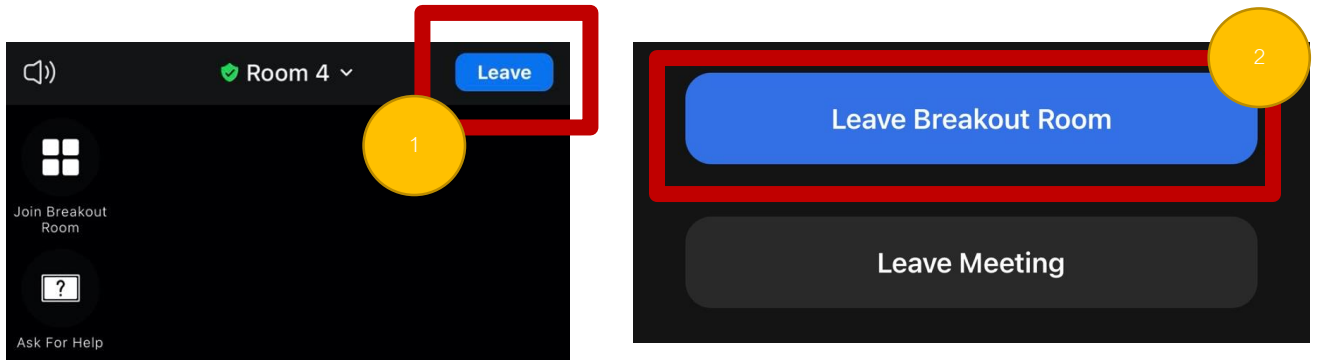 Room 4
Leave
1
Join Breakout
Room
?
Ask For Help
2
Leave Breakout Room
Leave Meeting